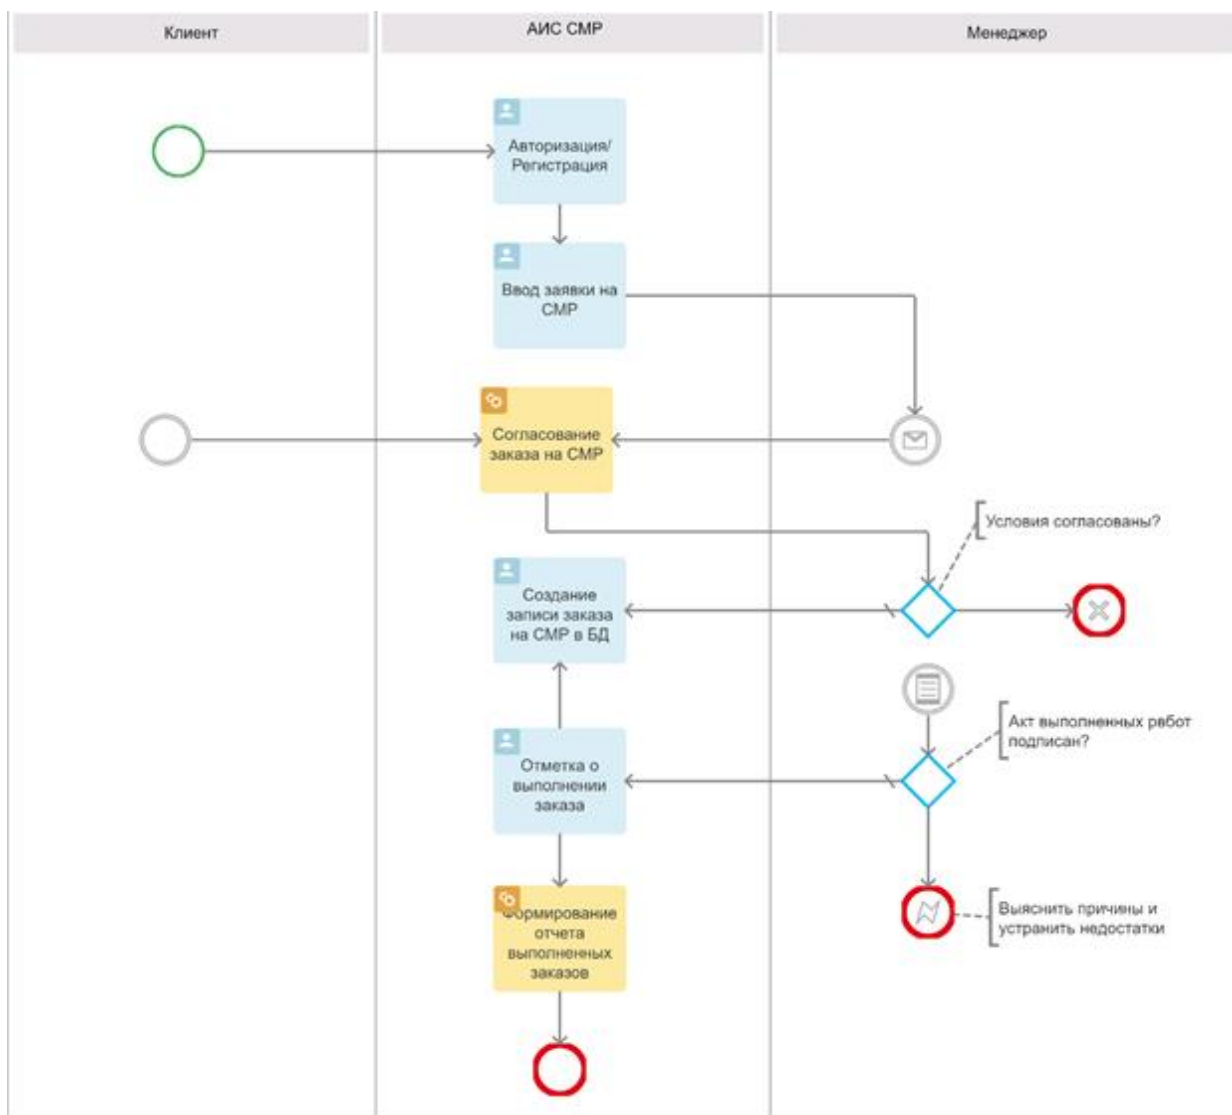 Клиент
АИС СМР
Менеджер
Авторизация/
Регистрация
Ввод заявки на
СМР
Согласование
заказа на СМР
Условия согласованы?
Создание
записи заказа
на СМР в БД
Акт выполненных рвбот
подписан?
Отметка о
выполнении
заказа
Формирование
отчета
выполненных
заказов
Выяснить причины и
устранить недостатки